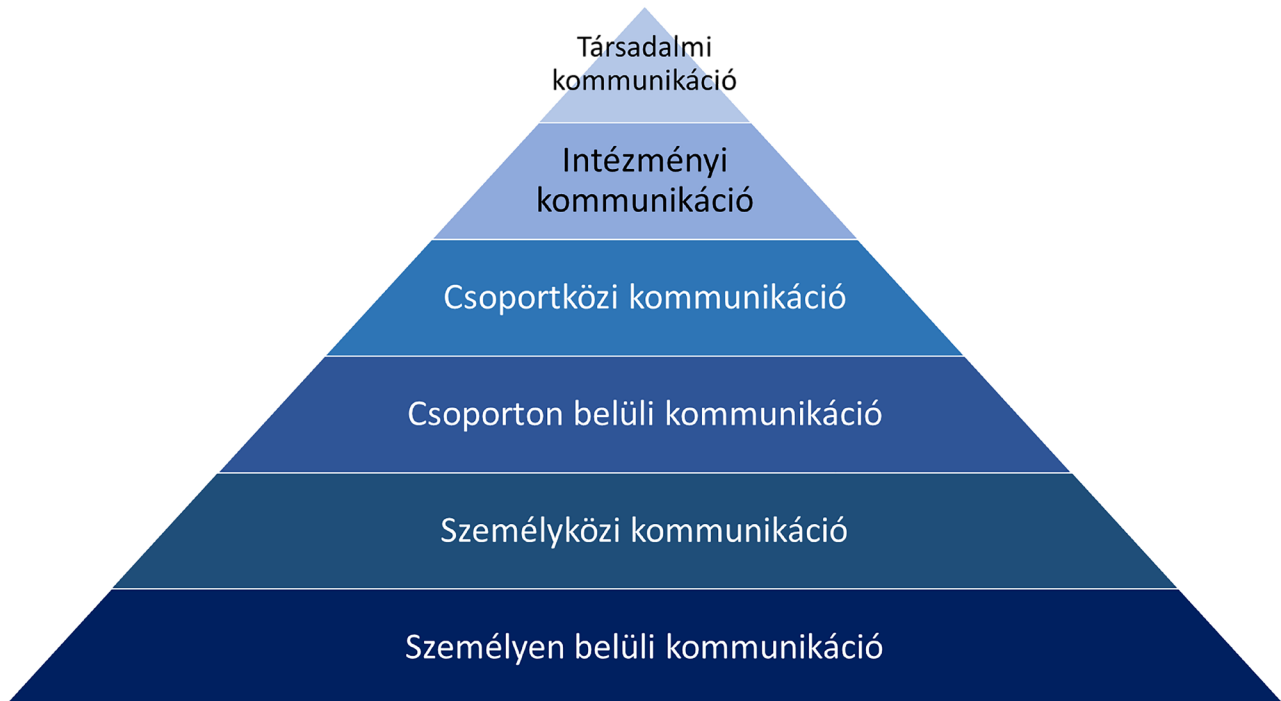 Társadalmi
kommunikáció
Intézményi
kommunikáció
Csoportközi kommunikáció
Csoporton belüli kommunikáció
Személyközi kommunikáció
Személyen belüli kommunikáció